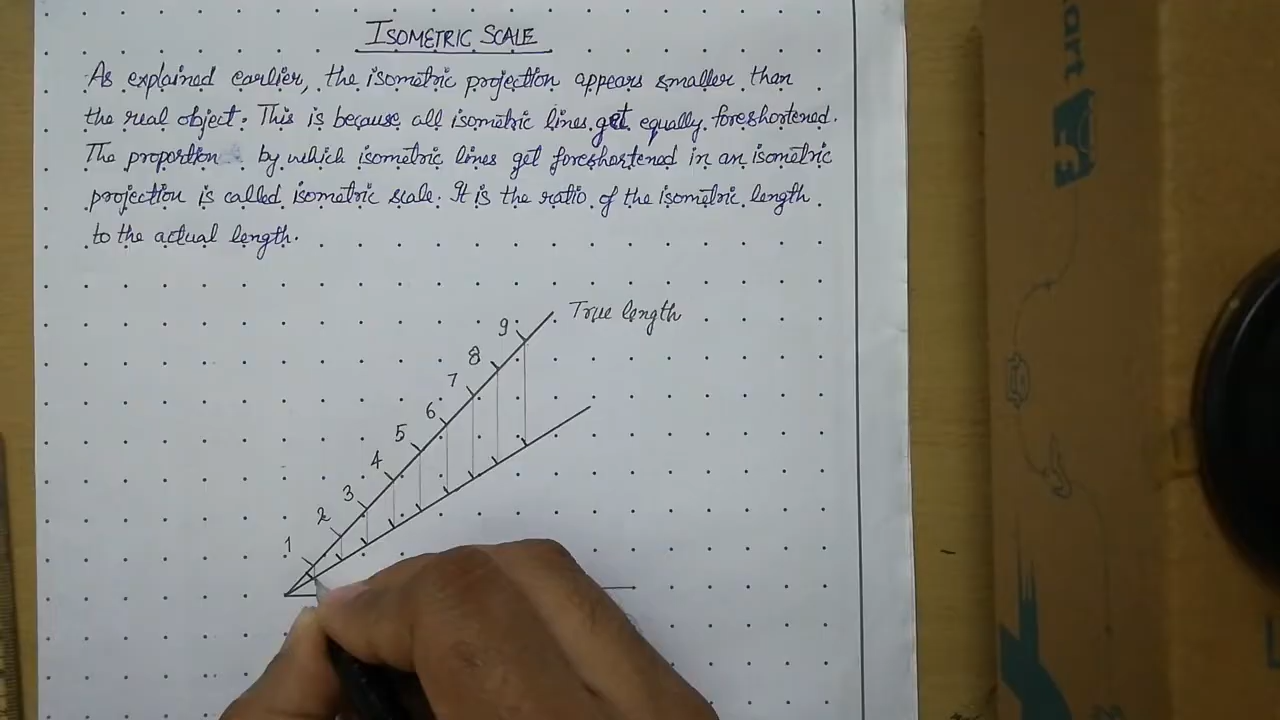 ISOMETRIC SCALE
As explained earlier, the isometric projection appears smaller than
the real object. This is because all isometric lines get equally foreshortened.
The proportion by which isometric lines get foreshortened in an isometric
projection is called isometric scale. It is the ratio of the isometric length
to the actual length.
True length
9
8
7
6
5
4
3
2
1
art